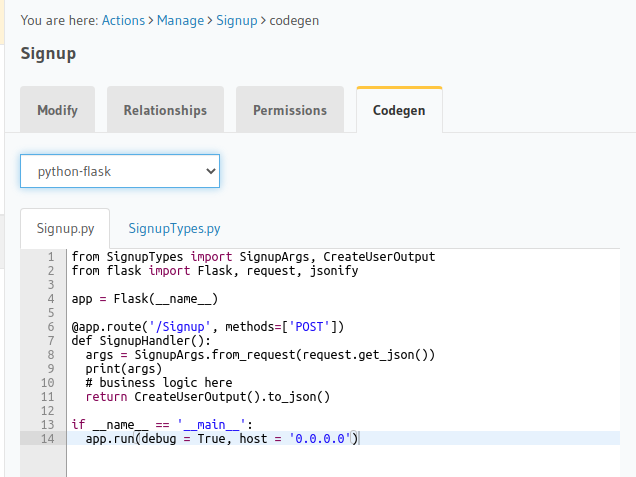 You are here: Actions > Manage > Signup > codegen
Signup
Modify Relationships Permissions Codegen
python-flask
Signup.py SignupTypes.py
1 from SignupTypes import SignupArgs, CreateUserOutput
2 from flask import Flask, request, jsonify
3
4 app = Flask(__name__)
5
6 @app.route('/Signup', methods=['POST'])
7 def SignupHandler():
8   args = SignupArgs.from_request(request.get_json())
9   print(args)
10   # business logic here
11   return CreateUserOutput().to_json()
12
13 if __name__ == '__main__':
14   app.run(debug = True, host = '0.0.0.0')